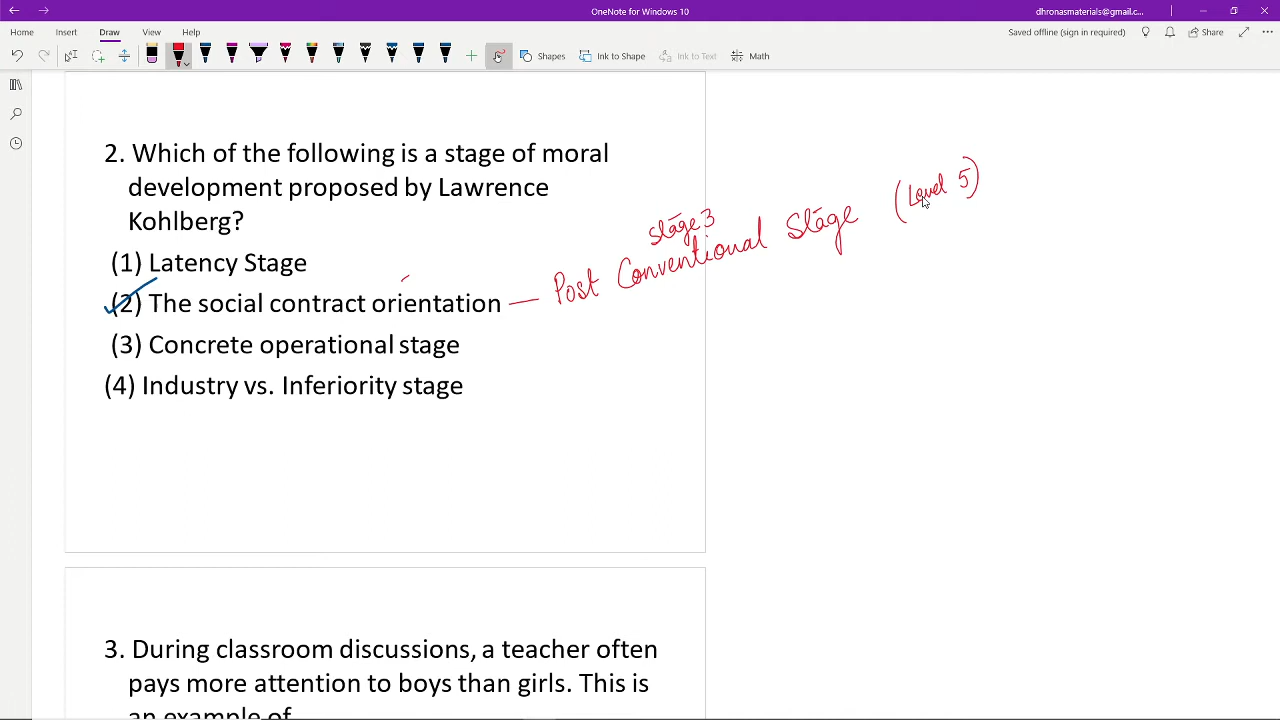 OneNote for Windows 10
dhronasmaterials@gmail.c...
Home Insert Draw View Help
Saved offline (sign in required)
Share
Shapes
Ink to Shape
Ink to Text
Math
2. Which of the following is a stage of moral
development proposed by Lawrence
Kohlberg?
(1) Latency Stage
(2) The social contract orientation
stage 3
— Post Conventional Stage (Level 5)
(3) Concrete operational stage
(4) Industry vs. Inferiority stage
3. During classroom discussions, a teacher often
pays more attention to boys than girls. This is
an example of